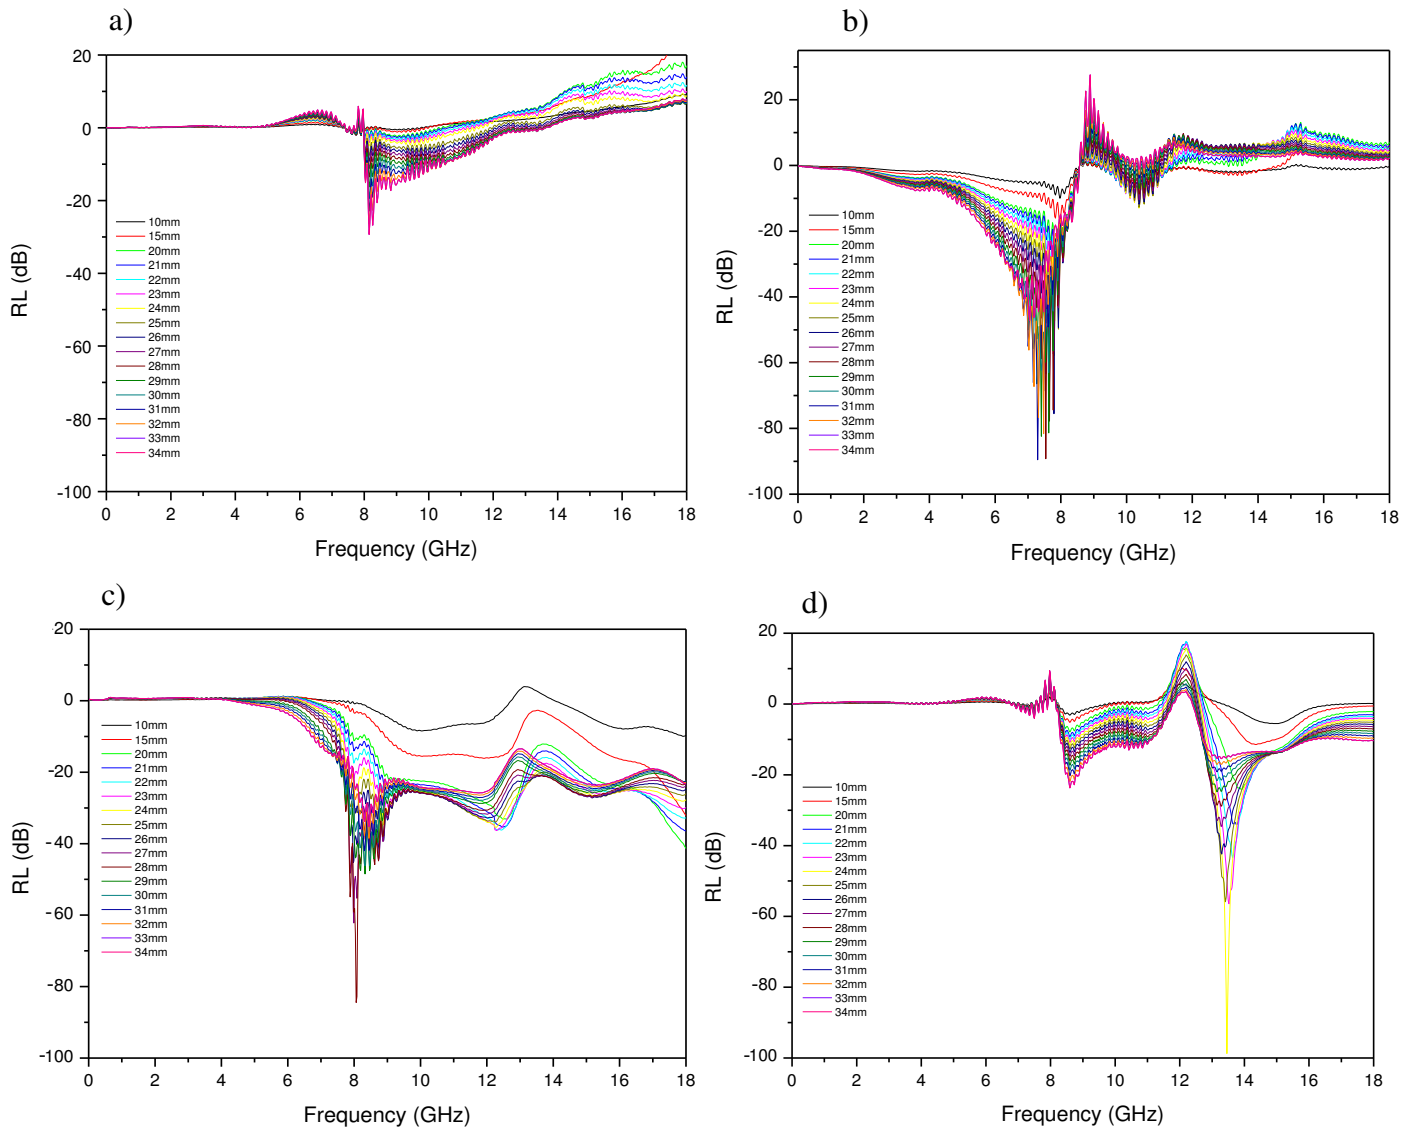 a)
20
0
-20
-40
-60
-80
-100
RL (dB)
10mm
15mm
20mm
21mm
22mm
23mm
24mm
25mm
26mm
27mm
28mm
29mm
30mm
31mm
32mm
33mm
34mm
0 2 4 6 8 10 12 14 16 18
Frequency (GHz)
b)
20
0
-20
-40
-60
-80
-100
RL (dB)
10mm
15mm
20mm
21mm
22mm
23mm
24mm
25mm
26mm
27mm
28mm
29mm
30mm
31mm
32mm
33mm
34mm
0 2 4 6 8 10 12 14 16 18
Frequency (GHz)
c)
20
0
-20
-40
-60
-80
-100
RL (dB)
10mm
15mm
20mm
21mm
22mm
23mm
24mm
25mm
26mm
27mm
28mm
29mm
30mm
31mm
32mm
33mm
34mm
0 2 4 6 8 10 12 14 16 18
Frequency (GHz)
d)
20
0
-20
-40
-60
-80
-100
RL (dB)
10mm
15mm
20mm
21mm
22mm
23mm
24mm
25mm
26mm
27mm
28mm
29mm
30mm
31mm
32mm
33mm
34mm
0 2 4 6 8 10 12 14 16 18
Frequency (GHz)